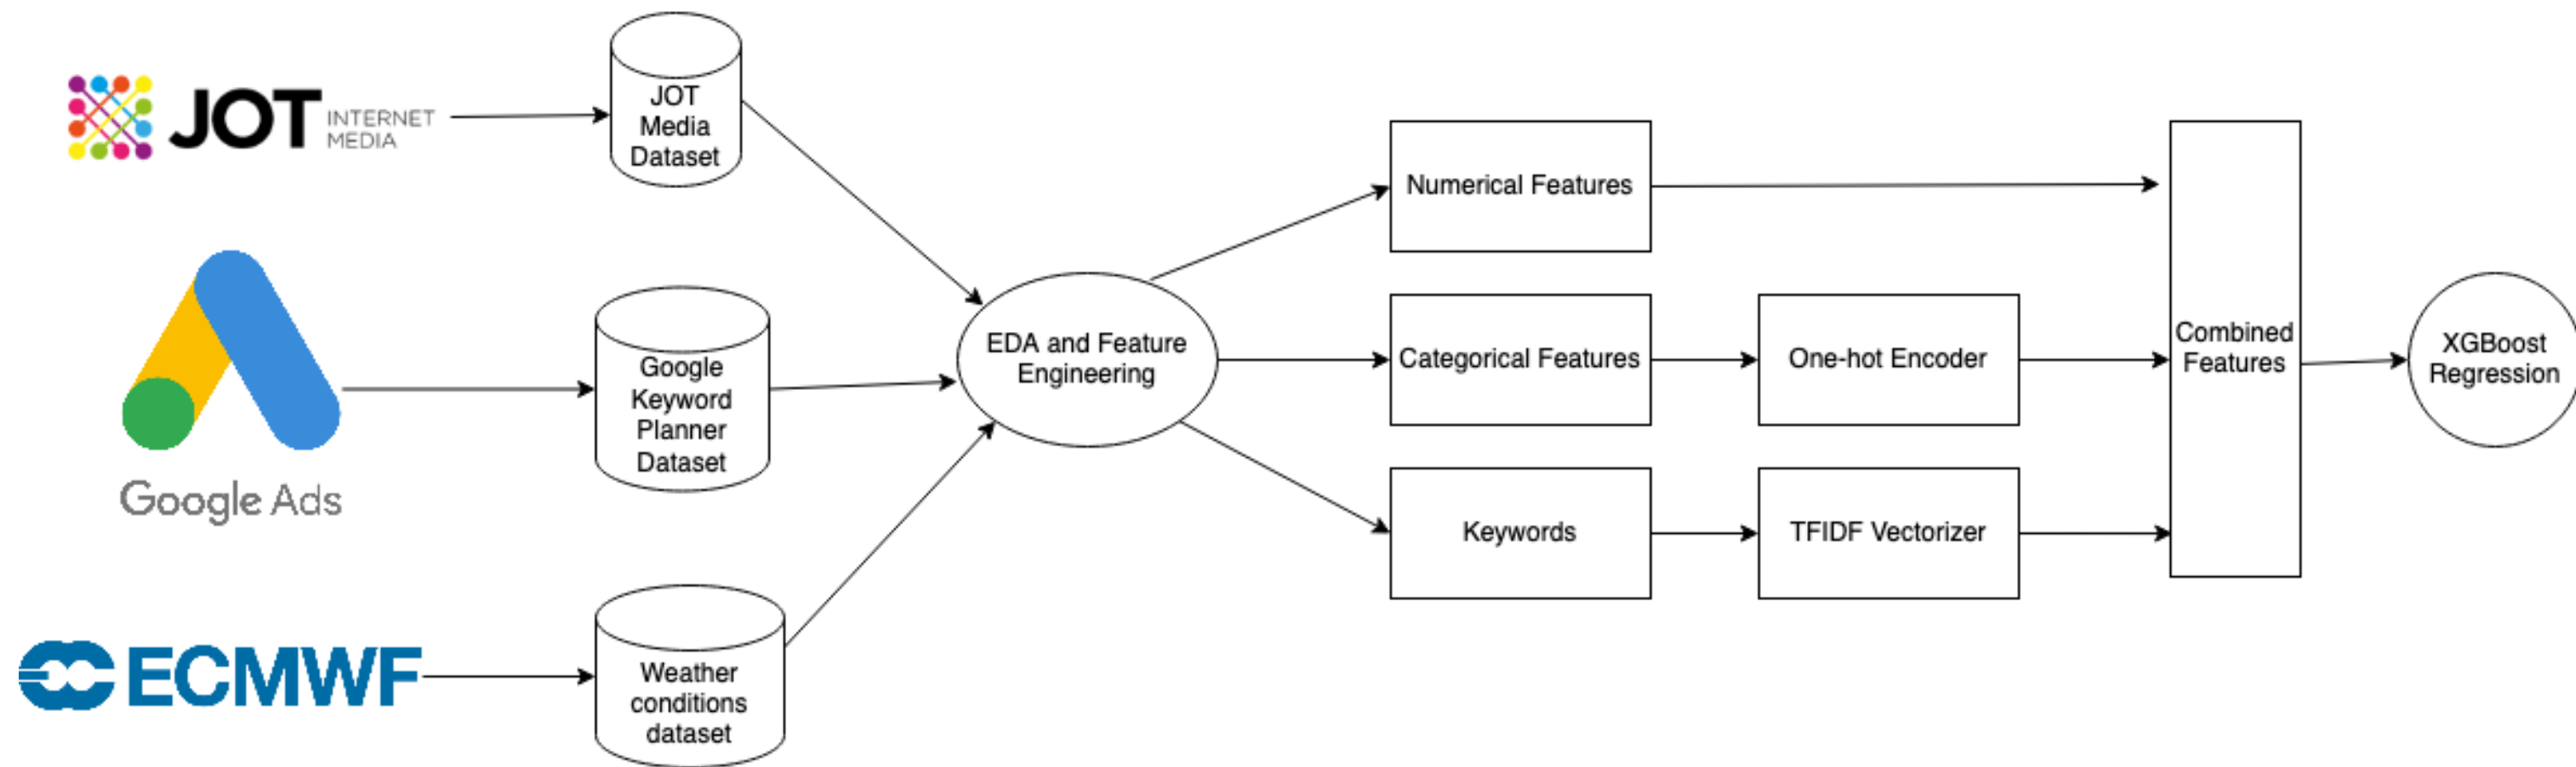 JOT INTERNET
MEDIA
JOT
Media
Dataset
Google Ads
Google
Keyword
Planner
Dataset
ECMWF
Weather
conditions
dataset
EDA and Feature
Engineering
Numerical Features
Categorical Features
One-hot Encoder
Keywords
TFIDF Vectorizer
Combined
Features
XGBoost
Regression